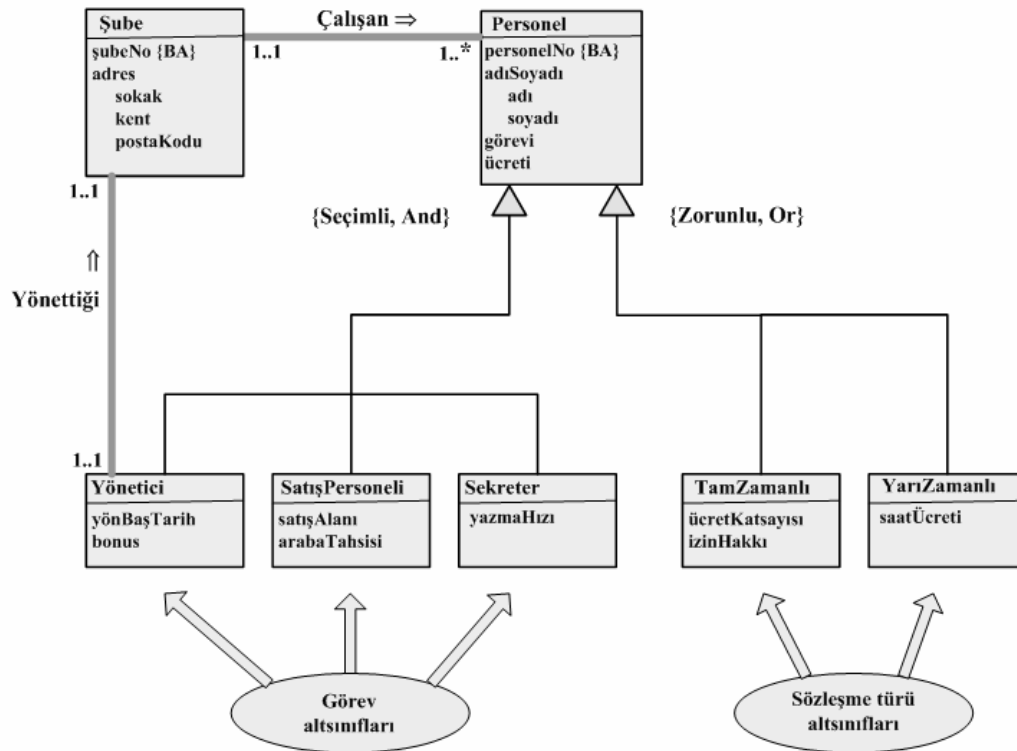 Şube
Çalışan ⇒
Personel
1..1
1..*
şubeNo {BA}
adres
sokak
kent
postaKodu
personelNo {BA}
adıSoyadı
adı
soyadı
görevi
ücreti
1..1
{Seçimli, And}
{Zorunlu, Or}
⇑
Yönettiği
1..1
Yönetici
yönBaşTarih
bonus
SatışPersoneli
satışAlanı
arabaTahsisi
Sekreter
yazmaHızı
TamZamanlı
ücretKatsayısı
izinHakkı
YarıZamanlı
saatÜcreti
Görev
altsınıfları
Sözleşme türü
altsınıfları